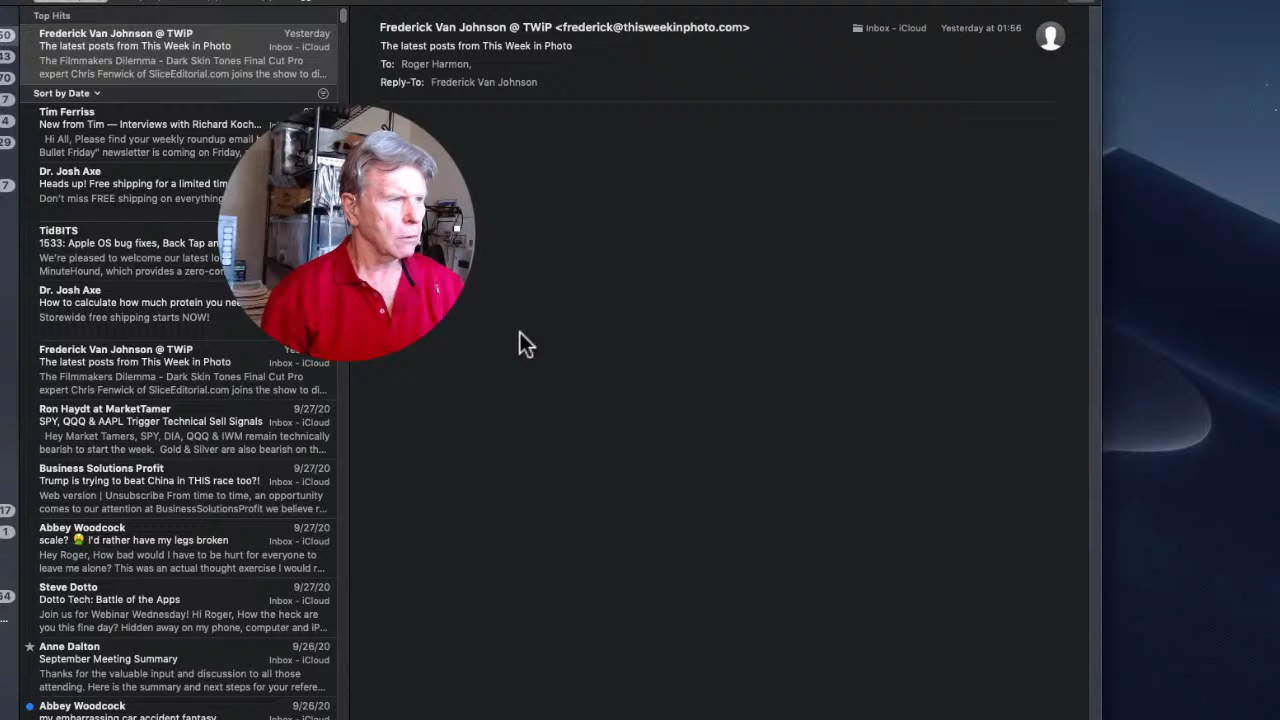 Top Hits
Frederick Van Johnson @ TWiP Yesterday
The latest posts from This Week in Photo Inbox - iCloud
The Filmmakers Dilemma - Dark Skin Tones Final Cut Pro
expert Chris Fenwick of SliceEditorial.com joins the show to di...
Sort by Date
Tim Ferriss
New from Tim — Interviews with Richard Koch...
Hi All, Please find your weekly roundup email
Bullet Friday" newsletter is coming on Friday,
Dr. Josh Axe
Heads up! Free shipping for a limited
Don't miss FREE shipping on everything
TidBITS
1533: Apple OS bug fixes, Back Tap
We're pleased to welcome our latest
MinuteHound, which provides a
Dr. Josh Axe
How to calculate how much protein you
Storewide free shipping starts NOW!
Frederick Van Johnson @ TWiP
The latest posts from This Week in Photo Inbox - iCloud
The Filmmakers Dilemma - Dark Skin Tones Final Cut Pro
expert Chris Fenwick of SliceEditorial.com joins the show to di...
Ron Haydt at MarketTamer 9/27/20
SPY, QQQ & AAPL Trigger Technical Sell Signals Inbox - iCloud
Hey Market Tamers, SPY, DIA, QQQ & IWM remain technically
bearish to start the week. Gold & Silver are also bearish on th...
Business Solutions Profit 9/27/20
Trump is trying to beat China in THIS race too?! Inbox - iCloud
Web version | Unsubscribe From time to time, an opportunity
comes to our attention at BusinessSolutionsProfit we believe r...
Abbey Woodcock 9/27/20
scale? 🤮 I'd rather have my legs broken Inbox - iCloud
Hey Roger, How bad would I have to be hurt for everyone to
leave me alone? This was an actual thought exercise I would r...
Steve Dotto 9/27/20
Dotto Tech: Battle of the Apps Inbox - iCloud
Join us for Webinar Wednesday! Hi Roger, How the heck are
you this fine day? Hidden away on my phone, computer and iP...
Anne Dalton 9/26/20
September Meeting Summary Inbox - iCloud
Thanks for the valuable input and discussion to all those
attending. Here is the summary and next steps for your refere...
Abbey Woodcock 9/26/20
my embarrassing car accident fantasy Inbox - iCloud
Frederick Van Johnson @ TWiP <frederick@thisweekinphoto.com> Inbox - iCloud Yesterday at 01:56
The latest posts from This Week in Photo
To: Roger Harmon,
Reply-To: Frederick Van Johnson
43
70
7
4
29
7
17
1
64